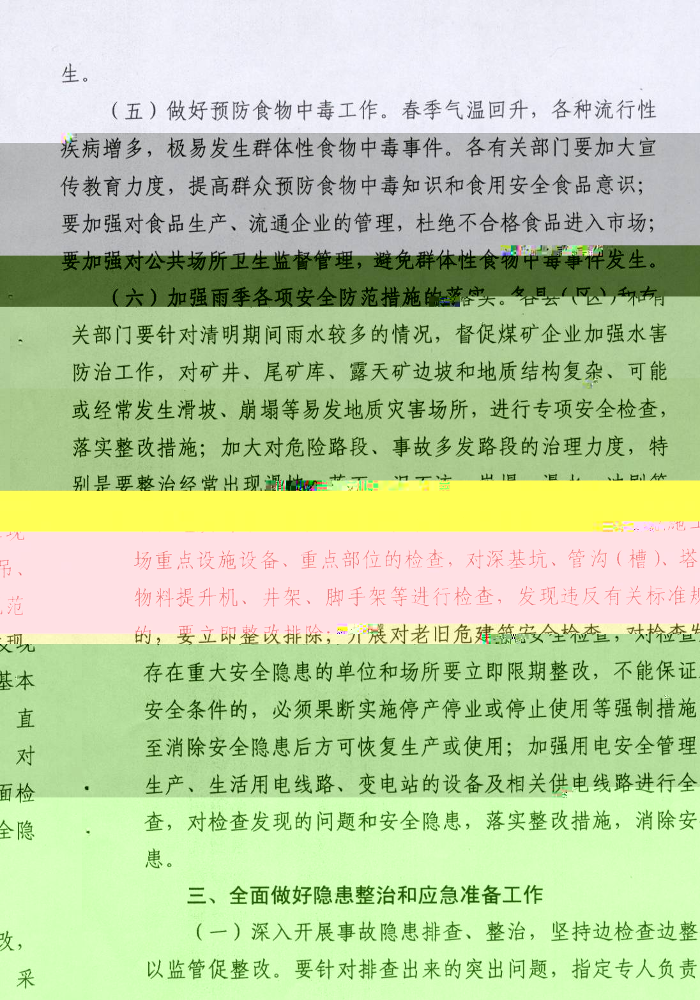 生。
（五）做好预防食物中毒工作。春季气温回升，各种流行性
疾病增多，极易发生群体性食物中毒事件。各有关部门要加大宣
传教育力度，提高群众预防食物中毒知识和食用安全食品意识；
要加强对食品生产、流通企业的管理，杜绝不合格食品进入市场；
要加强对公共场所卫生监督管理，避免群体性食物中毒事件发生。
（六）加强雨季各项安全防范措施的落实。各县（区）和有
关部门要针对清明期间雨水较多的情况，督促煤矿企业加强水害
防治工作，对矿井、尾矿库、露天矿边坡和地质结构复杂、可能
或经常发生滑坡、崩塌等易发地质灾害场所，进行专项安全检查，
落实整改措施；加大对危险路段、事故多发路段的治理力度，特
别是要整治经常出现
现
场重点设施设备、重点部位的检查，对深基坑、管沟（槽）、塔
吊、
物料提升机、井架、脚手架等进行检查，发现违反有关标准规
范
的，要立即整改排除；开展对老旧危建筑安全检查，对检查发
现
存在重大安全隐患的单位和场所要立即限期整改，不能保证
基本
安全条件的，必须果断实施停产停业或停止使用等强制措施
直
至消除安全隐患后方可恢复生产或使用；加强用电安全管理
对
生产、生活用电线路、变电站的设备及相关供电线路进行全
面检
查，对检查发现的问题和安全隐患，落实整改措施，消除安
全隐
患。
三、全面做好隐患整治和应急准备工作
（一）深入开展事故隐患排查、整治，坚持边检查边整
改，
以监管促整改。要针对排查出来的突出问题，指定专人负责
采